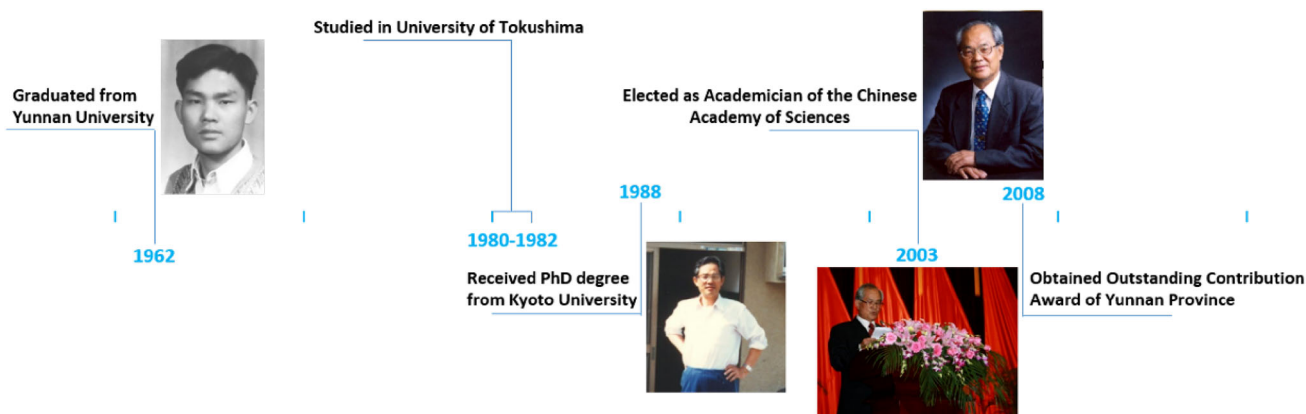 Graduated from
Yunnan University
1962
Studied in University of Tokushima
1980-1982
1988
Received PhD degree
from Kyoto University
Elected as Academician of the Chinese
Academy of Sciences
2003
2008
Obtained Outstanding Contribution
Award of Yunnan Province